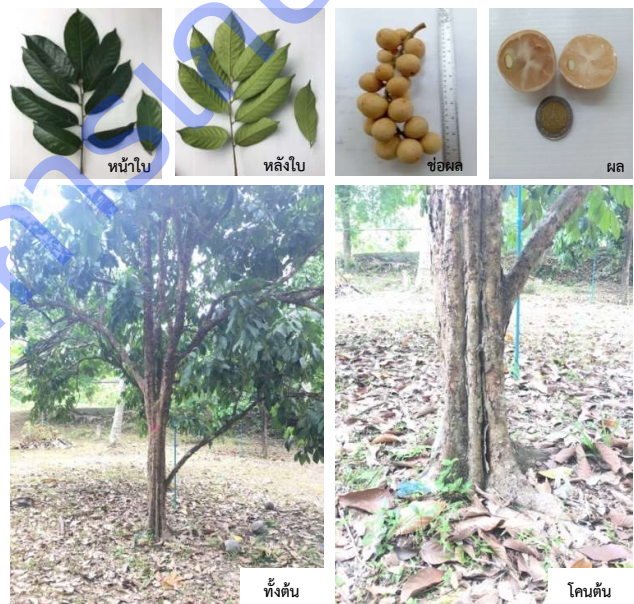 หน้าใบ
หลังใบ
ช่อผล
ผล
ทั้งต้น
โคนต้น